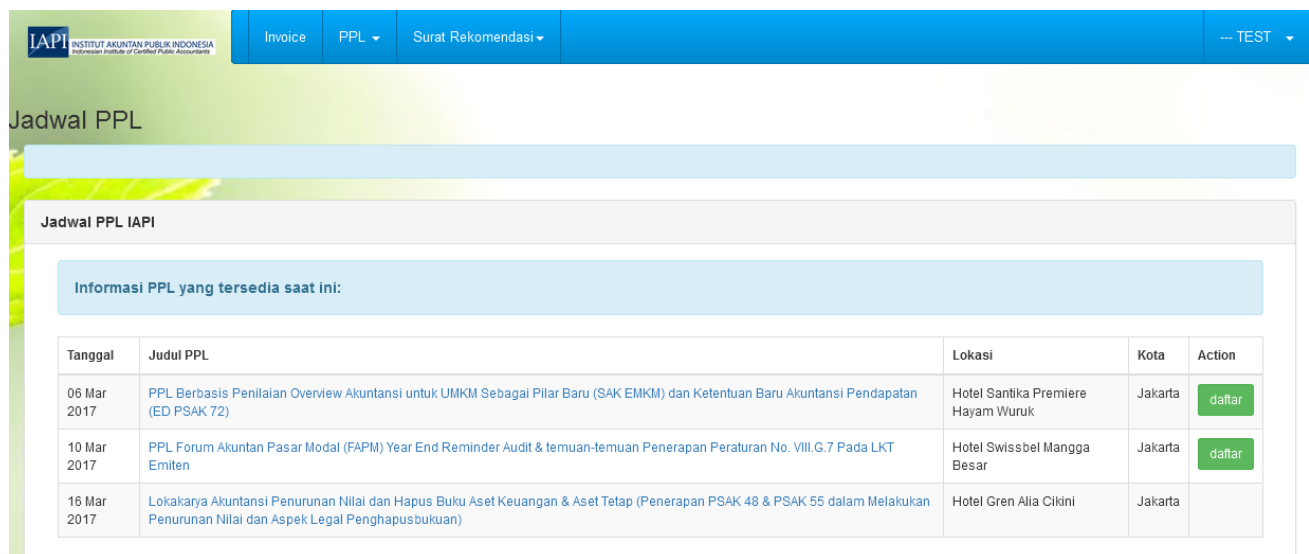 IAPI INSTITUT AKUNTAN PUBLIK INDONESIA
Indonesian Institute of Certified Public Accountants
Invoice PPL Surat Rekomendasi --- TEST
Jadwal PPL
Jadwal PPL IAPI
Informasi PPL yang tersedia saat ini:
Tanggal Judul PPL Lokasi Kota Action
06 Mar PPL Berbasis Penilaian Overview Akuntansi untuk UMKM Sebagai Pilar Baru (SAK EMKM) dan Ketentuan Baru Akuntansi Pendapatan Hotel Santika Premiere Jakarta daftar
2017 (ED PSAK 72) Hayam Wuruk
10 Mar PPL Forum Akuntan Pasar Modal (FAPM) Year End Reminder Audit & temuan-temuan Penerapan Peraturan No. VIII.G.7 Pada LKT Hotel Swissbel Mangga Jakarta daftar
2017 Emiten Besar
16 Mar Lokakarya Akuntansi Penurunan Nilai dan Hapus Buku Aset Keuangan & Aset Tetap (Penerapan PSAK 48 & PSAK 55 dalam Melakukan Hotel Gren Alia Cikini Jakarta
2017 Penurunan Nilai dan Aspek Legal Penghapusbukuan)